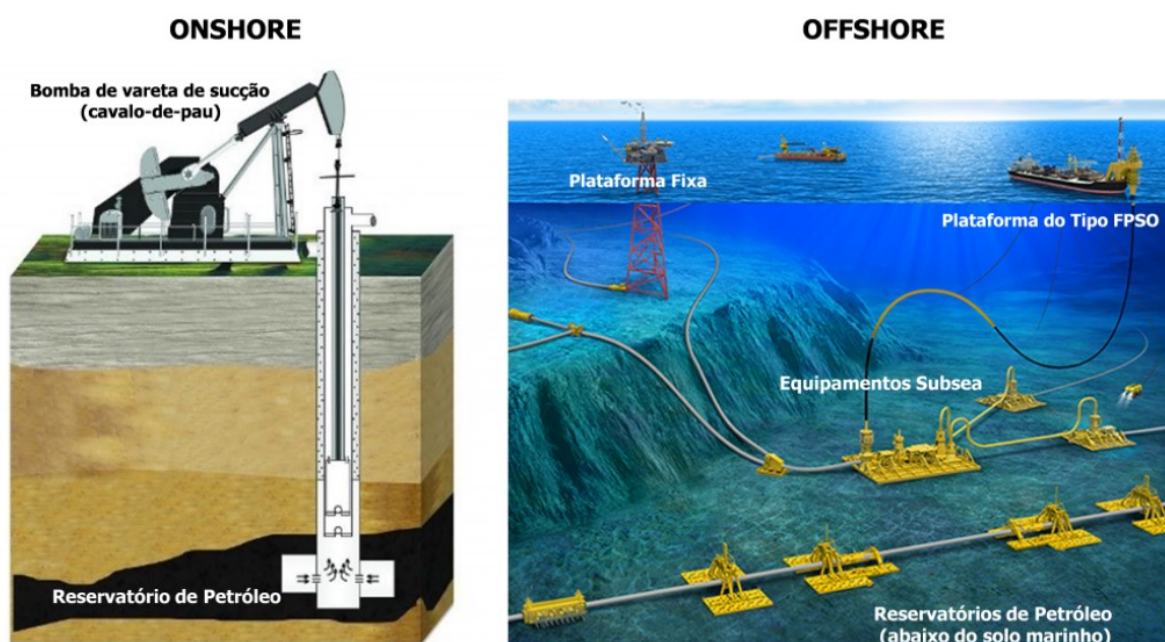 ONSHORE
Bomba de vareta de sucção
(cavalo-de-pau)
Reservatório de Petróleo
OFFSHORE
Plataforma Fixa
Plataforma do Tipo FPSO
Equipamentos Subsea
Reservatórios de Petróleo
(abaixo do solo marinho)